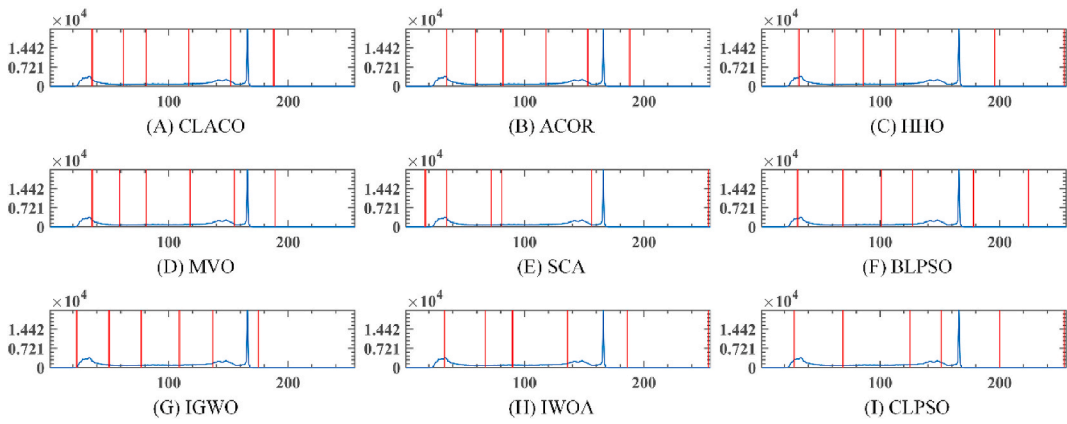 ×10⁴ ×10⁴ ×10⁴
1.442 1.442 1.442
0.721 0.721 0.721
0 0 0
100 200 100 200 100 200
(A) CLACO (B) ACOR (C) HHO
×10⁴ ×10⁴ ×10⁴
1.442 1.442 1.442
0.721 0.721 0.721
0 0 0
100 200 100 200 100 200
(D) MVO (E) SCA (F) BLPSO
×10⁴ ×10⁴ ×10⁴
1.442 1.442 1.442
0.721 0.721 0.721
0 0 0
100 200 100 200 100 200
(G) IGWO (H) IWOA (I) CLPSO